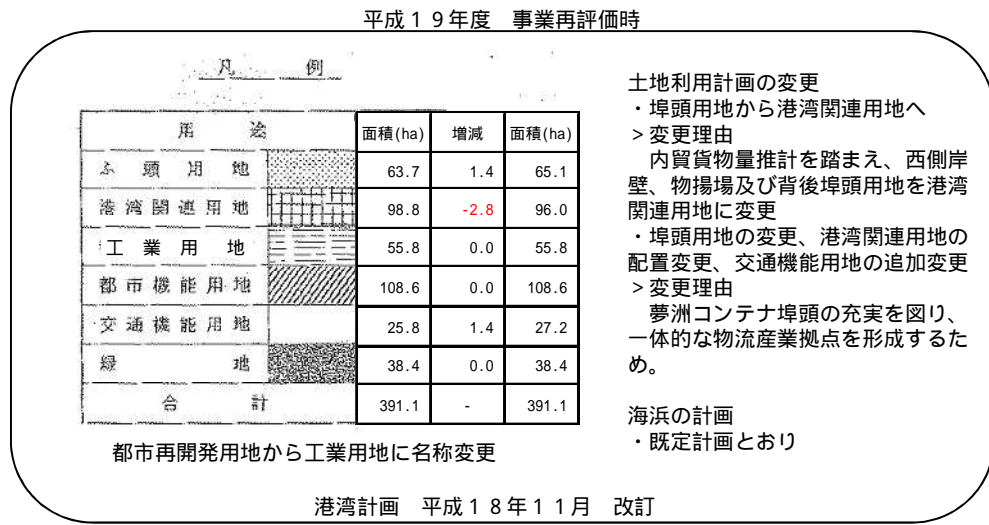 平成１９年度　事業再評価時
凡　例
用　途　面積(ha)　増減　面積(ha)
ふ頭用地　63.7　1.4　65.1
港湾関連用地　98.8　-2.8　96.0
工業用地　55.8　0.0　55.8
都市機能用地　108.6　0.0　108.6
交通機能用地　25.8　1.4　27.2
緑　地　38.4　0.0　38.4
合　計　391.1　-　391.1
都市再開発用地から工業用地に名称変更
土地利用計画の変更
・埠頭用地から港湾関連用地へ
>変更理由
　内貿貨物量推計を踏まえ、西側岸
壁、物揚場及び背後埠頭用地を港湾
関連用地に変更
・埠頭用地の変更、港湾関連用地の
配置変更、交通機能用地の追加変更
>変更理由
　夢洲コンテナ埠頭の充実を図り、
一体的な物流産業拠点を形成するた
め。
海浜の計画
・既定計画とおり
港湾計画　平成１８年１１月　改訂